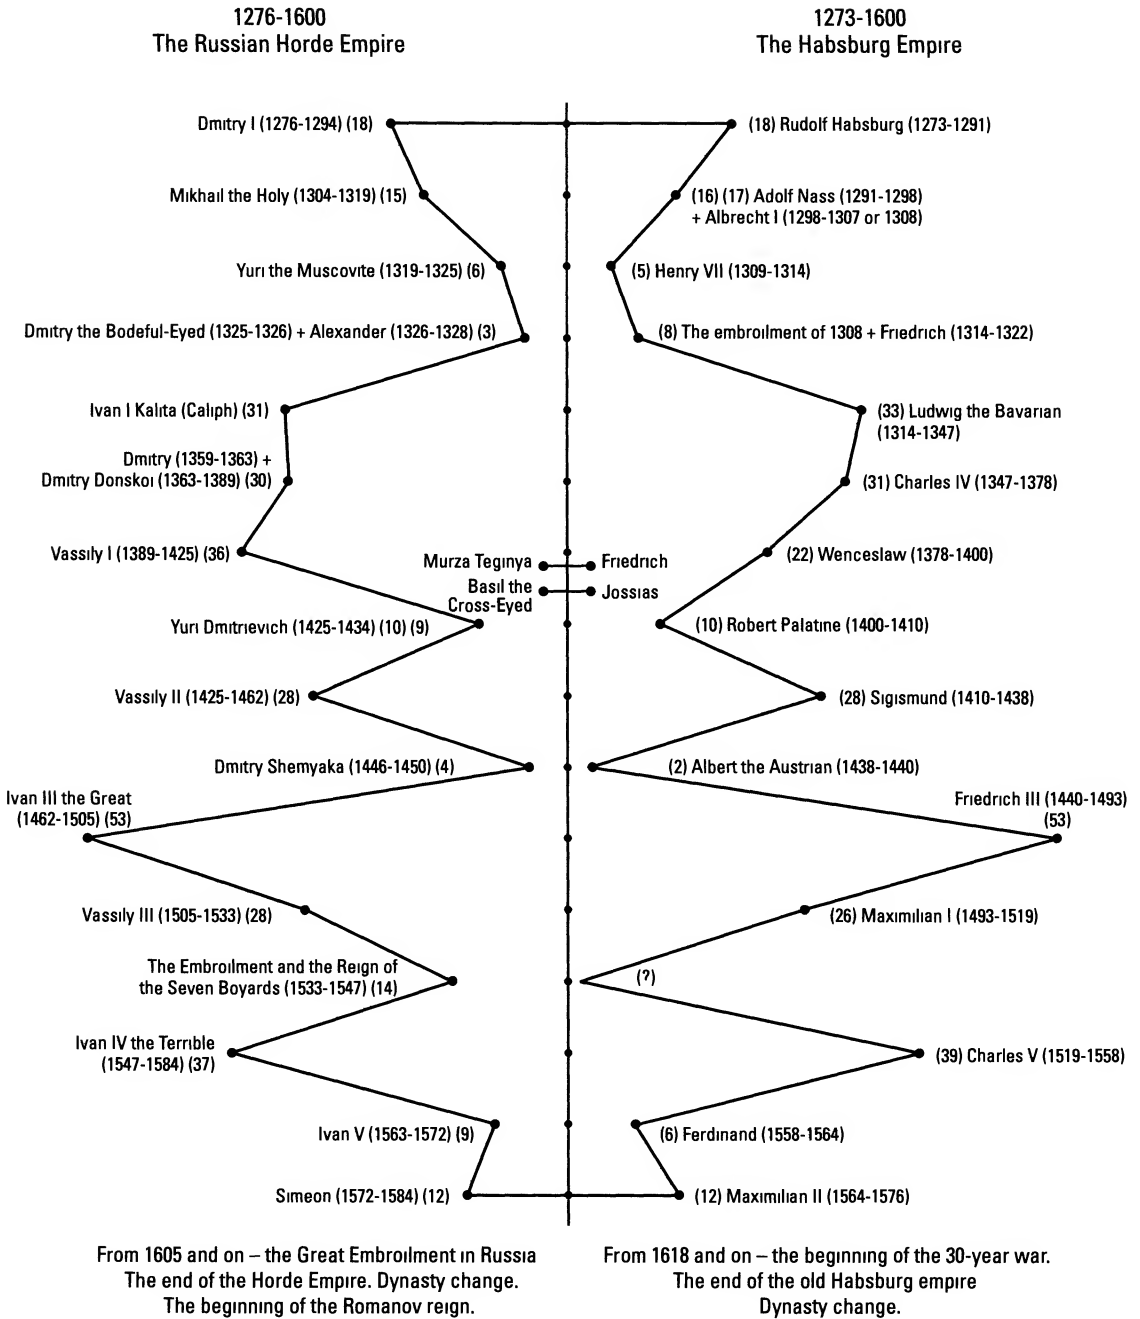 1276-1600
The Russian Horde Empire
1273-1600
The Habsburg Empire
Dmitry I (1276-1294) (18)
(18) Rudolf Habsburg (1273-1291)
Mikhail the Holy (1304-1319) (15)
(16) (17) Adolf Nass (1291-1298)
+ Albrecht I (1298-1307 or 1308)
Yuri the Muscovite (1319-1325) (6)
(5) Henry VII (1309-1314)
Dmitry the Bodeful-Eyed (1325-1326) + Alexander (1326-1328) (3)
(8) The embroilment of 1308 + Friedrich (1314-1322)
Ivan I Kalita (Caliph) (31)
(33) Ludwig the Bavarian
(1314-1347)
Dmitry (1359-1363) +
Dmitry Donskoi (1363-1389) (30)
(31) Charles IV (1347-1378)
Vassily I (1389-1425) (36)
(22) Wenceslaw (1378-1400)
Murza Teginya
Friedrich
Basil the
Cross-Eyed
Jossias
Yuri Dmitrievich (1425-1434) (10) (9)
(10) Robert Palatine (1400-1410)
Vassily II (1425-1462) (28)
(28) Sigismund (1410-1438)
Dmitry Shemyaka (1446-1450) (4)
(2) Albert the Austrian (1438-1440)
Ivan III the Great
(1462-1505) (53)
Friedrich III (1440-1493)
(53)
Vassily III (1505-1533) (28)
(26) Maximilian I (1493-1519)
The Embroilment and the Reign of
the Seven Boyards (1533-1547) (14)
(?)
Ivan IV the Terrible
(1547-1584) (37)
(39) Charles V (1519-1558)
Ivan V (1563-1572) (9)
(6) Ferdinand (1558-1564)
Simeon (1572-1584) (12)
(12) Maximilian II (1564-1576)
From 1605 and on – the Great Embroilment in Russia
The end of the Horde Empire. Dynasty change.
The beginning of the Romanov reign.
From 1618 and on – the beginning of the 30-year war.
The end of the old Habsburg empire
Dynasty change.